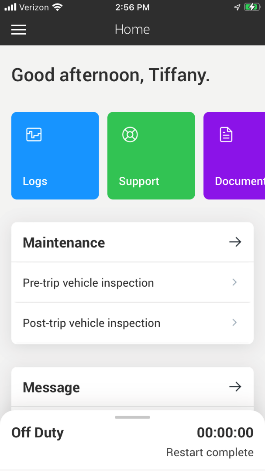 Verizon 2:56 PM
Home
Good afternoon, Tiffany.
Logs Support Document
Maintenance
Pre-trip vehicle inspection
Post-trip vehicle inspection
Message
Off Duty 00:00:00
Restart complete